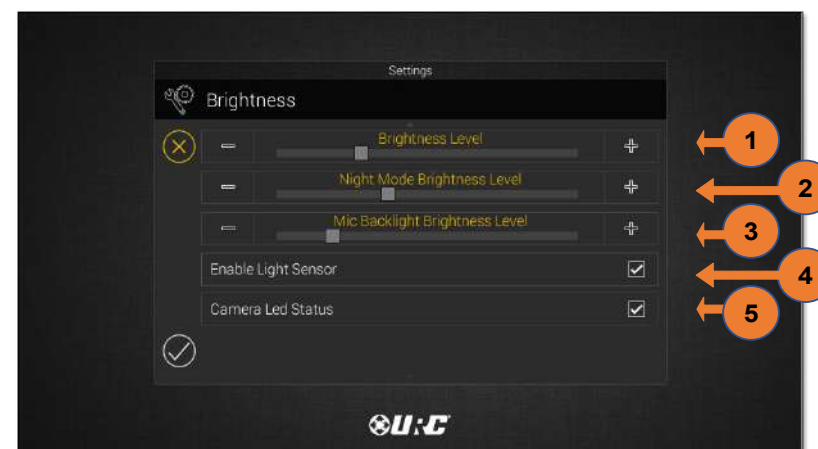 Settings
Brightness
Brightness Level
1
Night Mode Brightness Level
2
Mic Backlight Brightness Level
3
Enable Light Sensor
4
Camera Led Status
5
URC